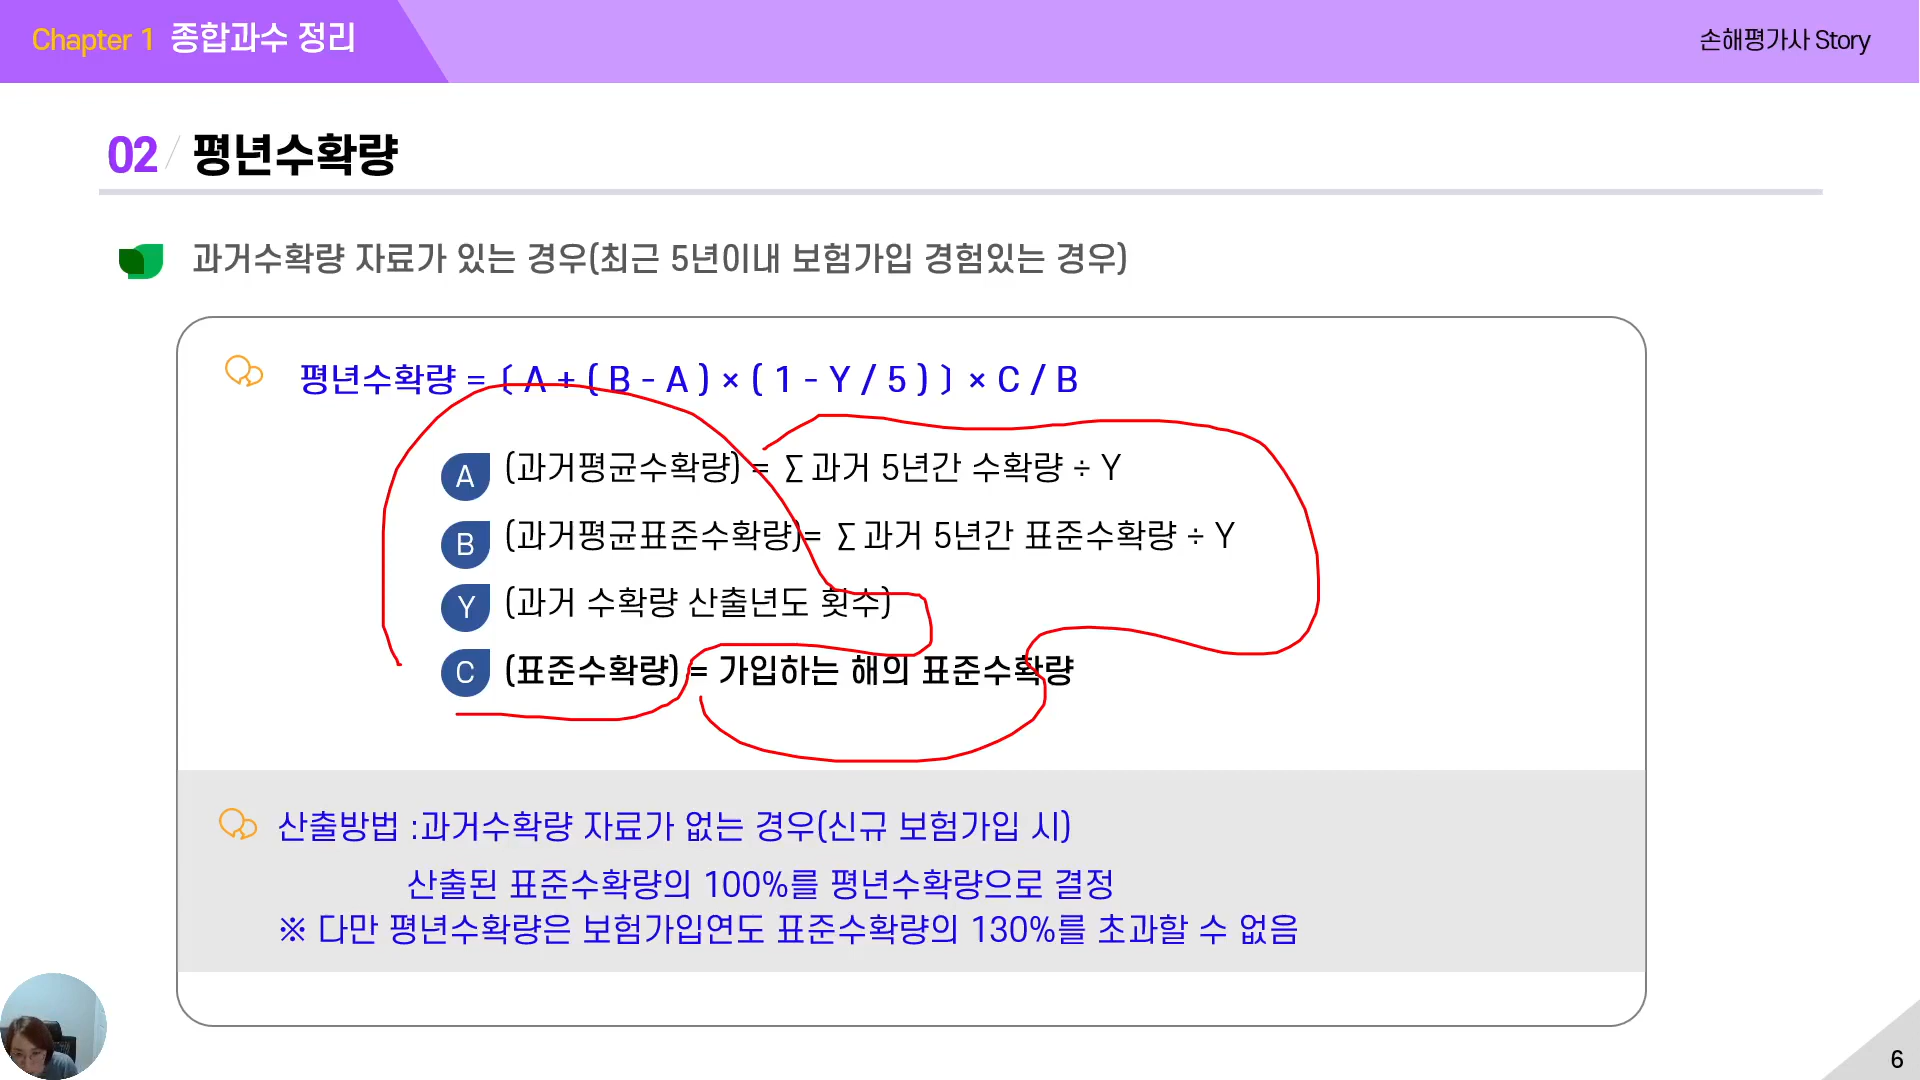 Chapter 1 종합과수 정리
손해평가사 Story
02 / 평년수확량
과거수확량 자료가 있는 경우(최근 5년이내 보험가입 경험있는 경우)
평년수확량 = 〔 A + ( B - A ) × ( 1 - Y / 5 ) 〕 × C / B
A (과거평균수확량) = ∑ 과거 5년간 수확량 ÷ Y
B (과거평균표준수확량)= ∑ 과거 5년간 표준수확량 ÷ Y
Y (과거 수확량 산출년도 횟수)
C (표준수확량) = 가입하는 해의 표준수확량
산출방법 :과거수확량 자료가 없는 경우(신규 보험가입 시)
산출된 표준수확량의 100%를 평년수확량으로 결정
※ 다만 평년수확량은 보험가입연도 표준수확량의 130%를 초과할 수 없음
6